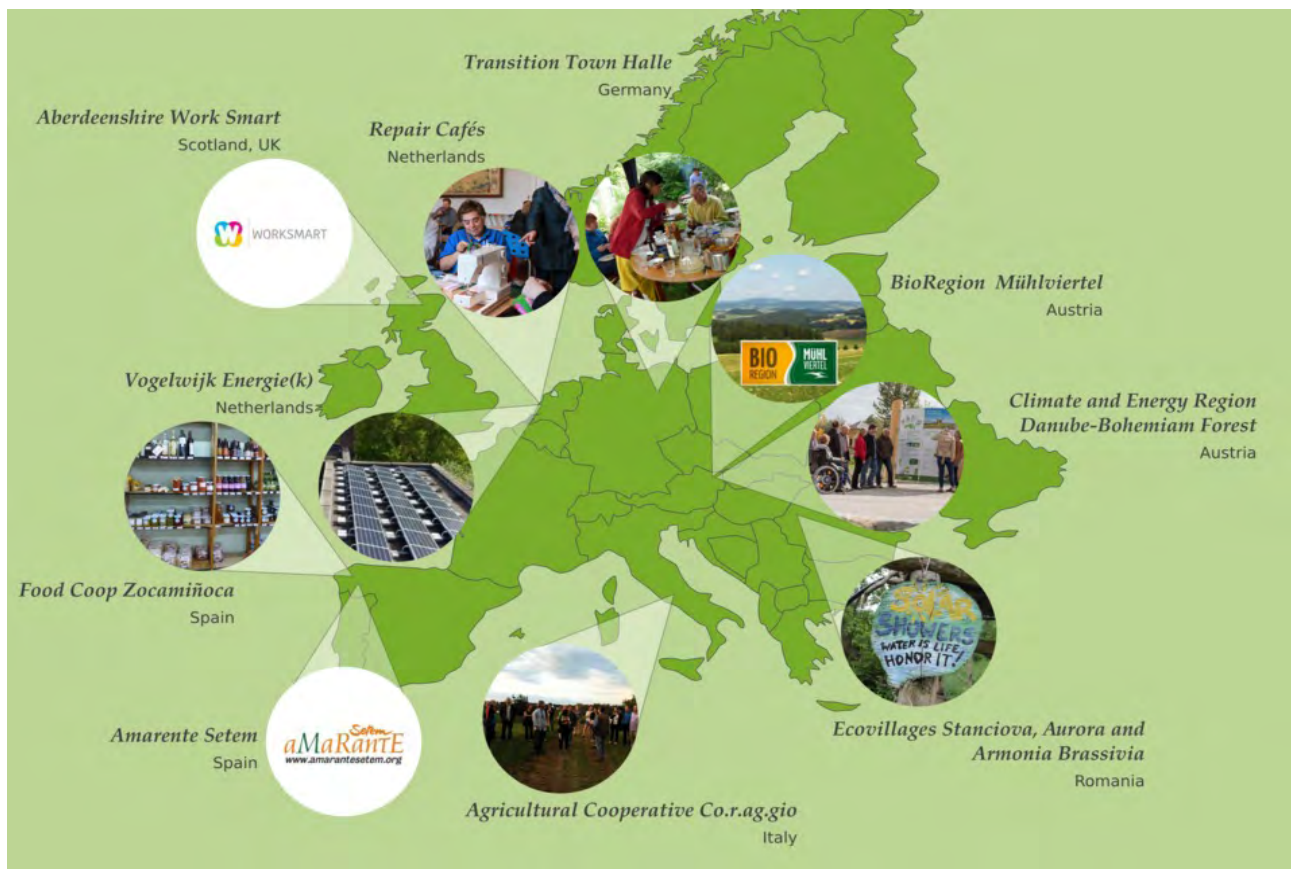 Transition Town Halle
Germany
Aberdeenshire Work Smart
Scotland, UK
Repair Cafés
Netherlands
W WORKSMART
BioRegion Mühlviertel
Austria
BIO
REGION
MÜHL
VIERTEL
Vogelwijk Energie(k)
Netherlands
Climate and Energy Region
Danube-Bohemiam Forest
Austria
Food Coop Zocamiñoca
Spain
SOLAR
SHOWERS
WATER IS LIFE,
HONOR IT!
Amarente Setem
Spain
Setem
aMaRanTE
www.amarantesetem.org
Ecovillages Stanciova, Aurora and
Armonia Brassivia
Romania
Agricultural Cooperative Co.r.ag.gio
Italy